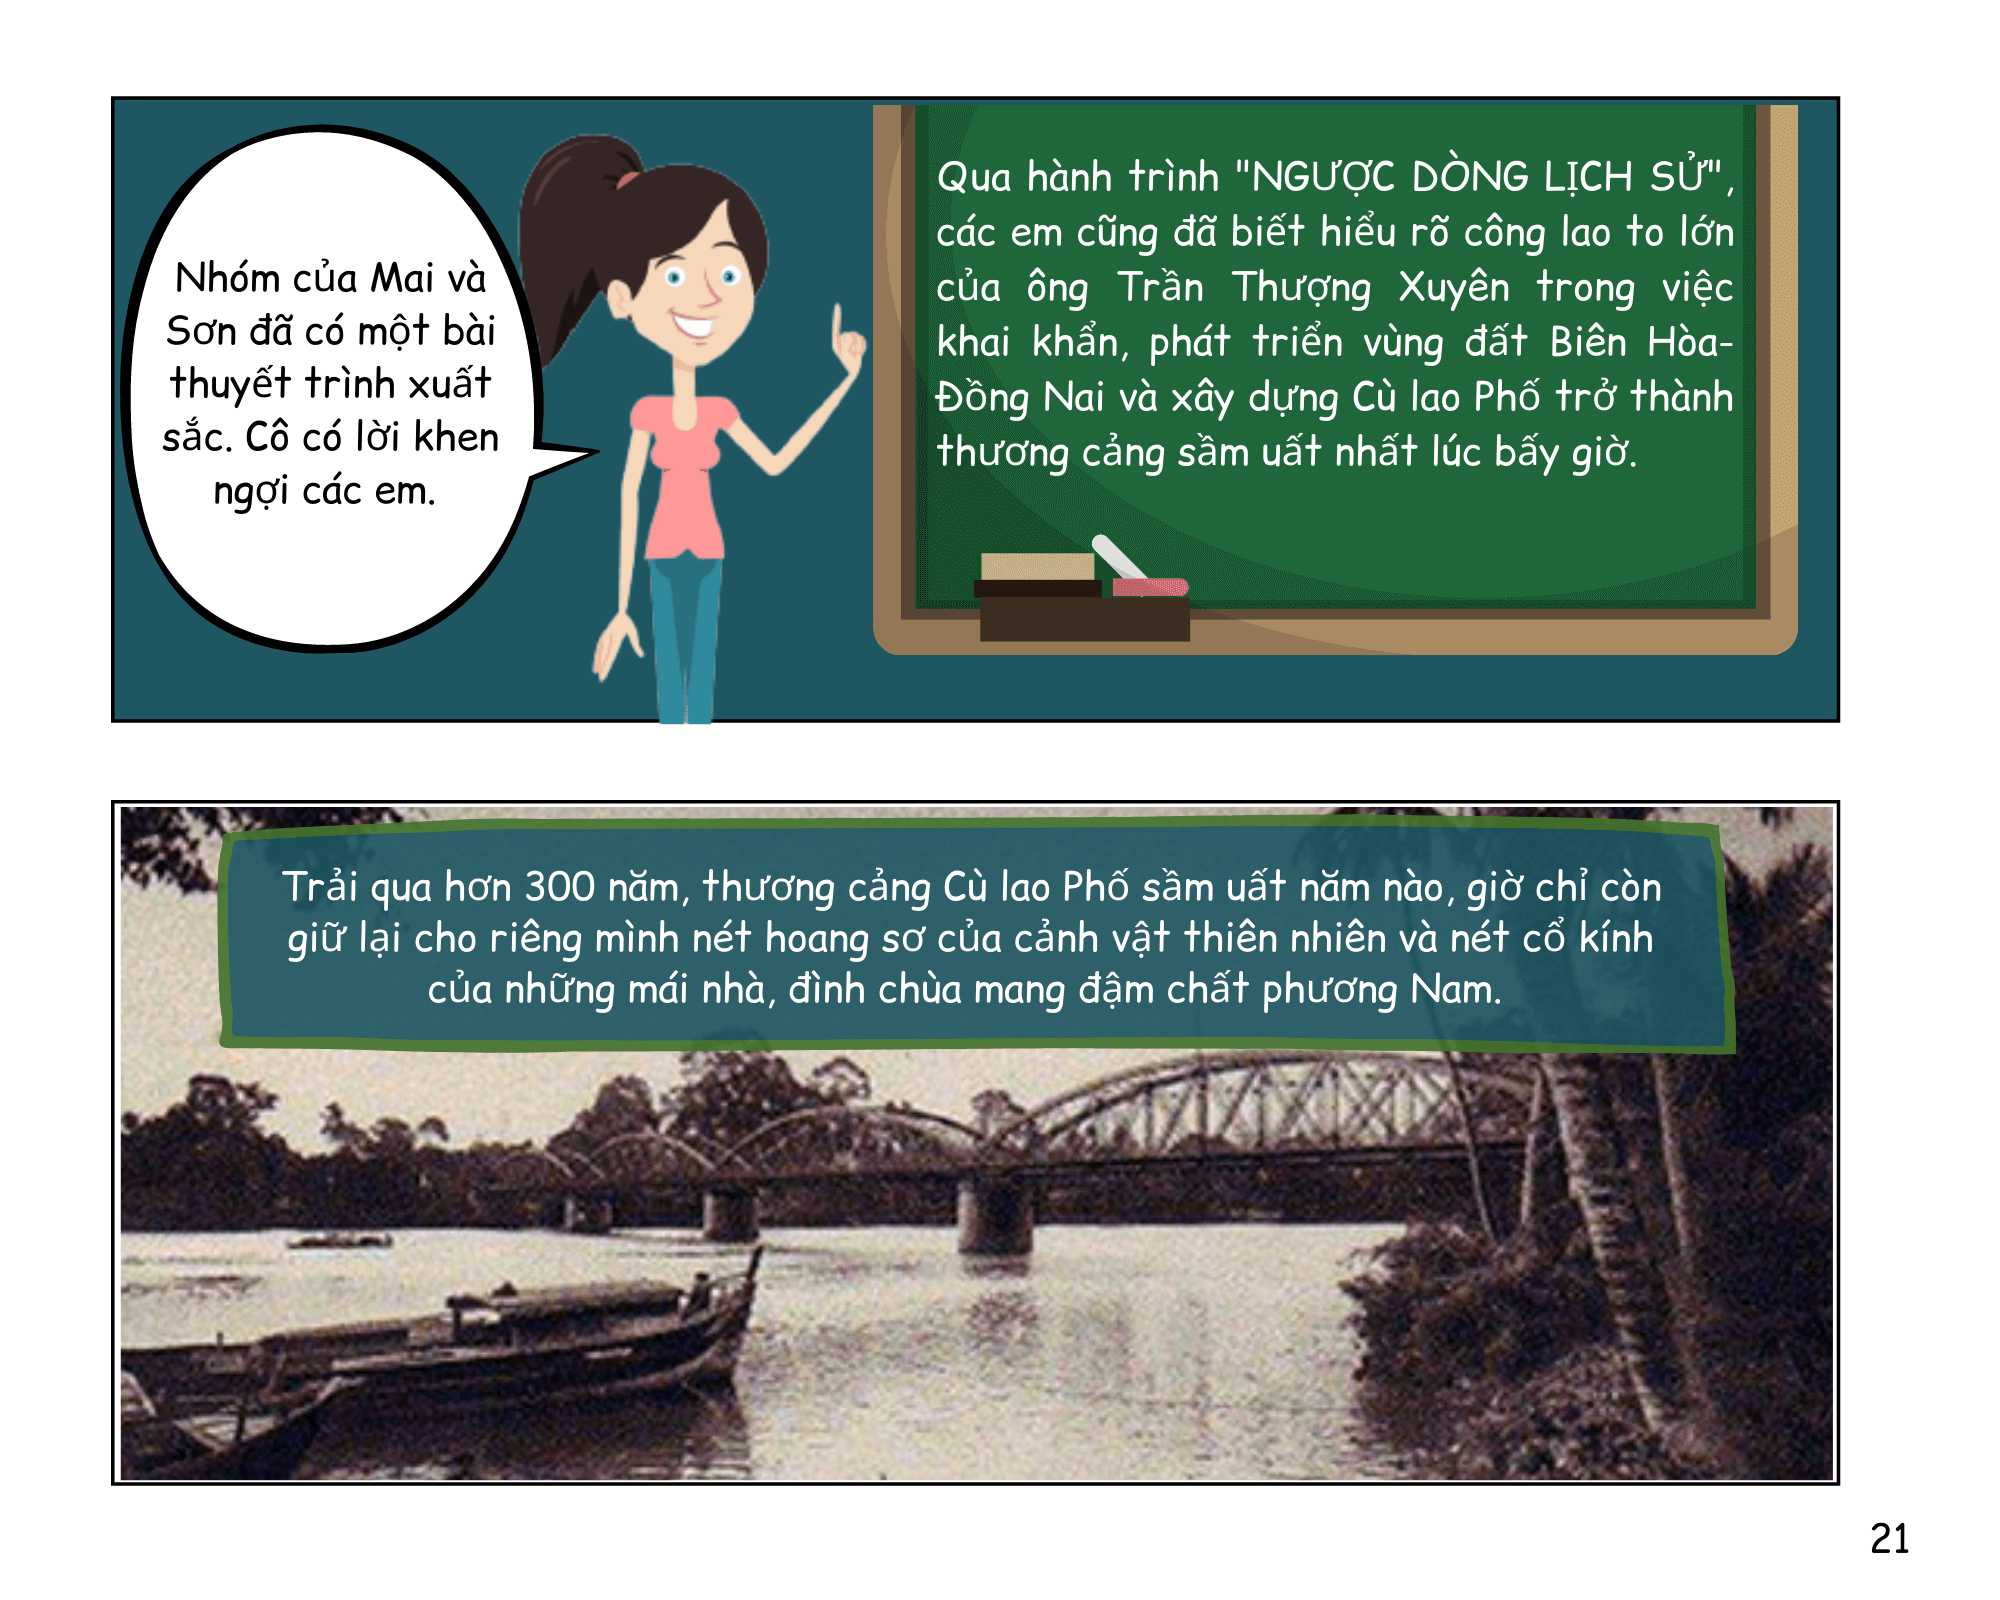 Nhóm của Mai và
Sơn đã có một bài
thuyết trình xuất
sắc. Cô có lời khen
ngợi các em.
Qua hành trình "NGƯỢC DÒNG LỊCH SỬ",
các em cũng đã biết hiểu rõ công lao to lớn
của ông Trần Thượng Xuyên trong việc
khai khẩn, phát triển vùng đất Biên Hòa-
Đồng Nai và xây dựng Cù lao Phố trở thành
thương cảng sầm uất nhất lúc bấy giờ.
Trải qua hơn 300 năm, thương cảng Cù lao Phố sầm uất năm nào, giờ chỉ còn
giữ lại cho riêng mình nét hoang sơ của cảnh vật thiên nhiên và nét cổ kính
của những mái nhà, đình chùa mang đậm chất phương Nam.
21